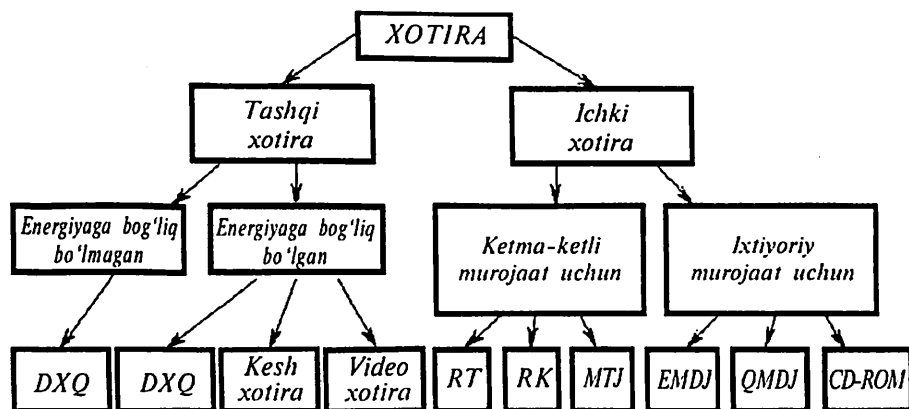 XOTIRA
Tashqi
xotira
Ichki
xotira
Energiyaga bog‘liq
bo‘lmagan
Energiyaga bog‘liq
bo‘lgan
Ketma-ketli
murojaat uchun
Ixtiyoriy
murojaat uchun
DXQ
DXQ
Kesh
xotira
Video
xotira
RT
RK
MTJ
EMDJ
QMDJ
CD-ROM